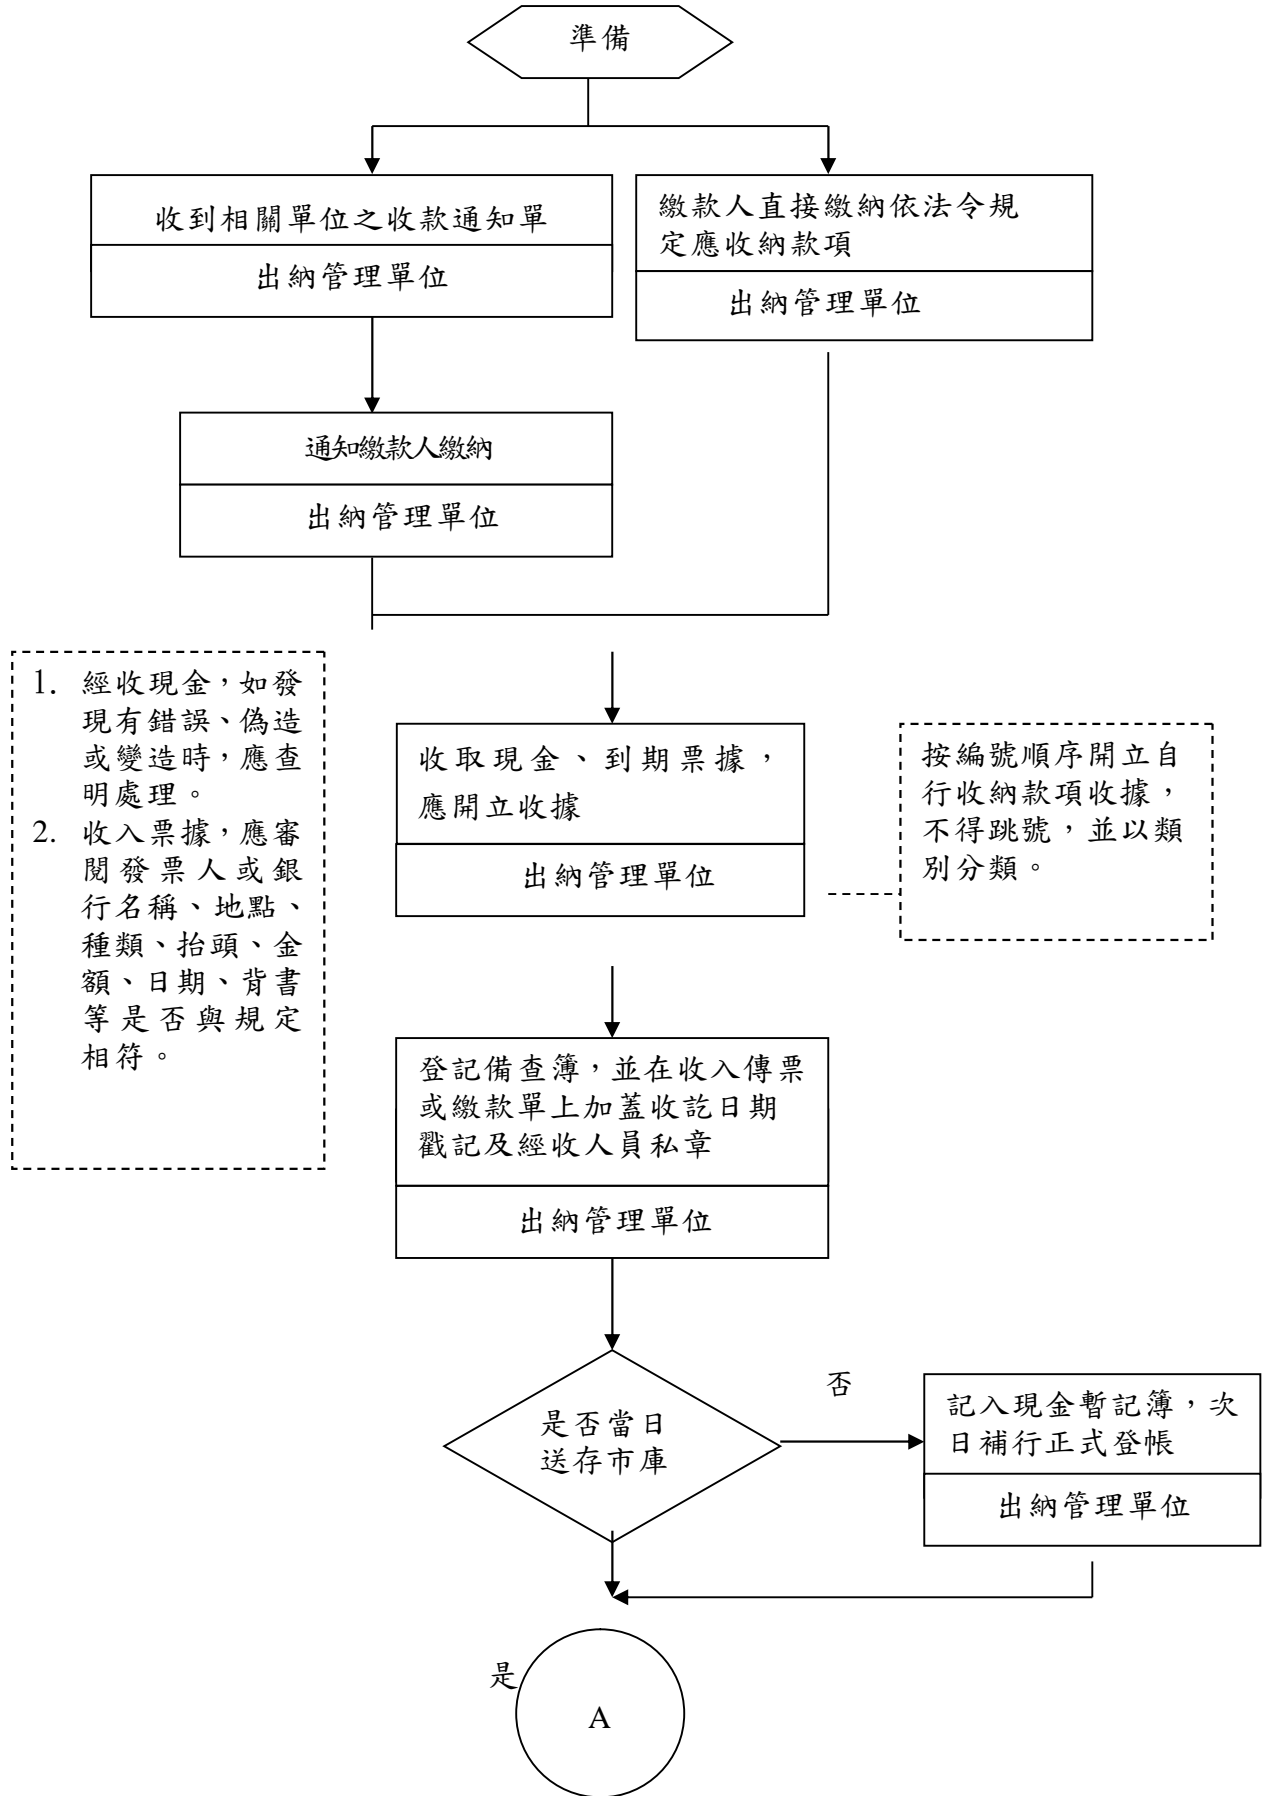 準備
收到相關單位之收款通知單
出納管理單位
繳款人直接繳納依法令規
定應收納款項
出納管理單位
通知繳款人繳納
出納管理單位
1. 經收現金,如發
現有錯誤、偽造
或變造時,應查
明處理。
2. 收入票據,應審
閱發票人或銀
行名稱、地點、
種類、抬頭、金
額、日期、背書
等是否與規定
相符。
收取現金、到期票據,
應開立收據
出納管理單位
按編號順序開立自
行收納款項收據,
不得跳號,並以類
別分類。
登記備查簿,並在收入傳票
或繳款單上加蓋收訖日期
戳記及經收人員私章
出納管理單位
是否當日
送存市庫
否
記入現金暫記簿,次
日補行正式登帳
出納管理單位
是
A